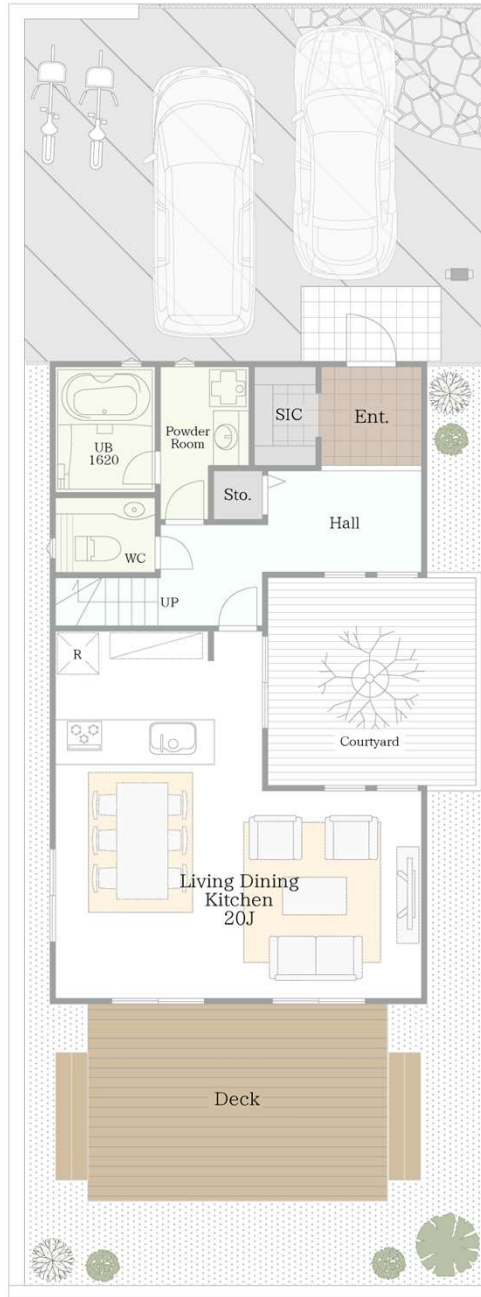 SIC
Ent.
Powder
Room
UB
1620
Sto.
Hall
WC
UP
R
Courtyard
Living Dining
Kitchen
20J
Deck